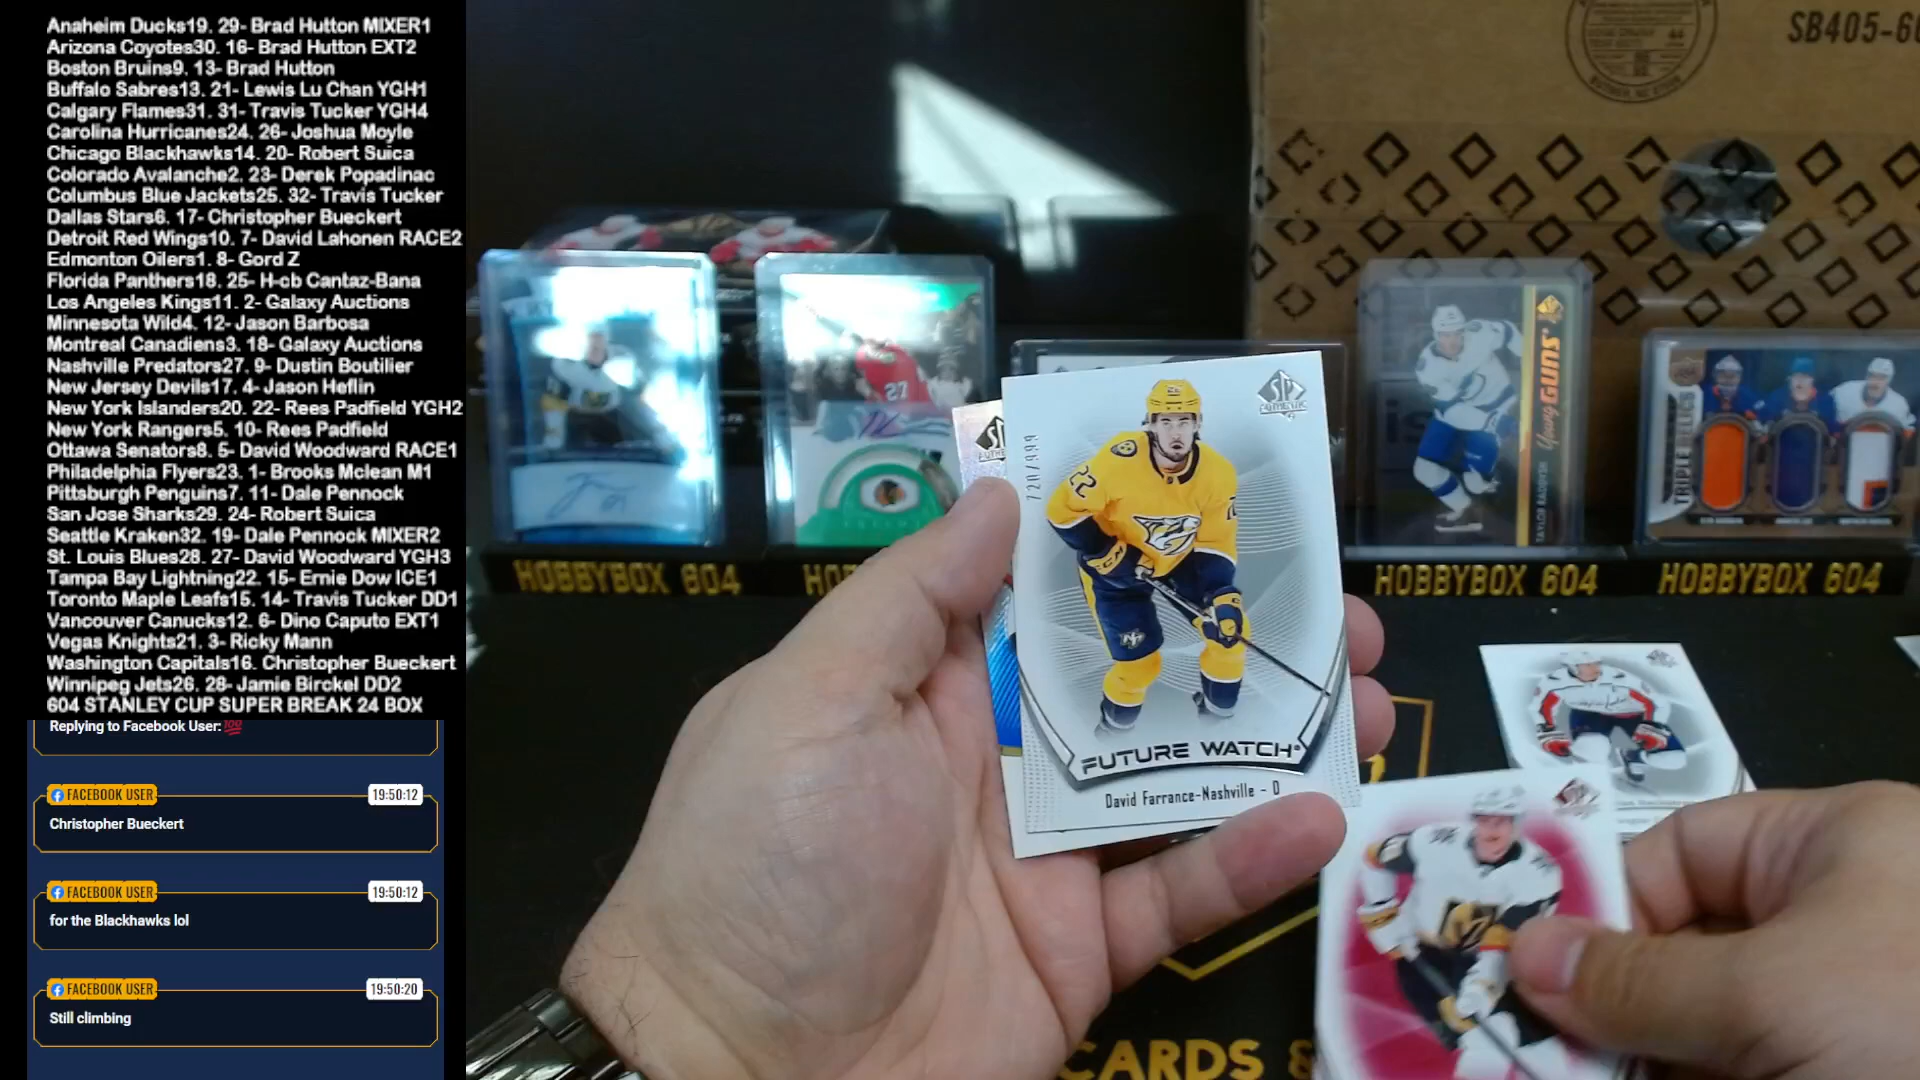 Anaheim Ducks19. 29- Brad Hutton MIXER1
Arizona Coyotes30. 16- Brad Hutton EXT2
Boston Bruins9. 13- Brad Hutton
Buffalo Sabres13. 21- Lewis Lu Chan YGH1
Calgary Flames31. 31- Travis Tucker YGH4
Carolina Hurricanes24. 26- Joshua Moyle
Chicago Blackhawks14. 20- Robert Suica
Colorado Avalanche2. 23- Derek Popadinac
Columbus Blue Jackets25. 32- Travis Tucker
Dallas Stars6. 17- Christopher Bueckert
Detroit Red Wings10. 7- David Lahonen RACE2
Edmonton Oilers1. 8- Gord Z
Florida Panthers18. 25- H-cb Cantaz-Bana
Los Angeles Kings11. 2- Galaxy Auctions
Minnesota Wild4. 12- Jason Barbosa
Montreal Canadiens3. 18- Galaxy Auctions
Nashville Predators27. 9- Dustin Boutilier
New Jersey Devils17. 4- Jason Heflin
New York Islanders20. 22- Rees Padfield YGH2
New York Rangers5. 10- Rees Padfield
Ottawa Senators8. 5- David Woodward RACE1
Philadelphia Flyers23. 1- Brooks Mclean M1
Pittsburgh Penguins7. 11- Dale Pennock
San Jose Sharks29. 24- Robert Suica
Seattle Kraken32. 19- Dale Pennock MIXER2
St. Louis Blues28. 27- David Woodward YGH3
Tampa Bay Lightning22. 15- Ernie Dow ICE1
Toronto Maple Leafs15. 14- Travis Tucker DD1
Vancouver Canucks12. 6- Dino Caputo EXT1
Vegas Knights21. 3- Ricky Mann
Washington Capitals16. Christopher Bueckert
Winnipeg Jets26. 28- Jamie Birckel DD2
604 STANLEY CUP SUPER BREAK 24 BOX
Replying to Facebook User: 💯
FACEBOOK USER 19:50:12
Christopher Bueckert
FACEBOOK USER 19:50:12
for the Blackhawks lol
FACEBOOK USER 19:50:20
Still climbing
SB405-60
27
Young GUNS
TAYLOR RADDYSH
TRIPLE RELICS
HOBBYBOX 604
HOBBYBOX 604
HOBBYBOX 604
SP AUTHENTIC
720/999
22
FUTURE WATCH
David Farrance-Nashville - D
CARDS &